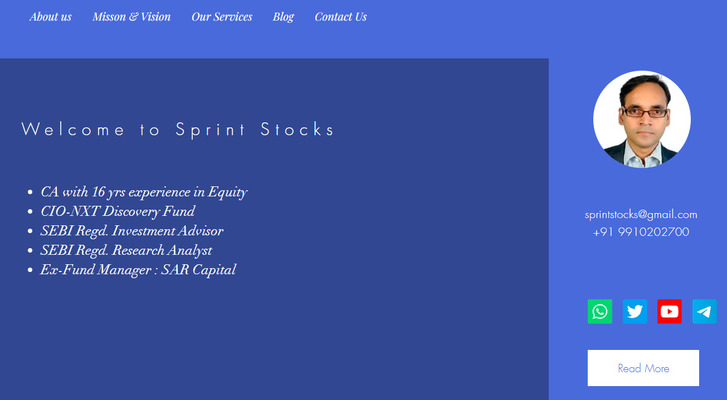 About us Misson & Vision Our Services Blog Contact Us
Welcome to Sprint Stocks
CA with 16 yrs experience in Equity
CIO-NXT Discovery Fund
SEBI Regd. Investment Advisor
SEBI Regd. Research Analyst
Ex-Fund Manager : SAR Capital
sprintstocks@gmail.com
+91 9910202700
Read More